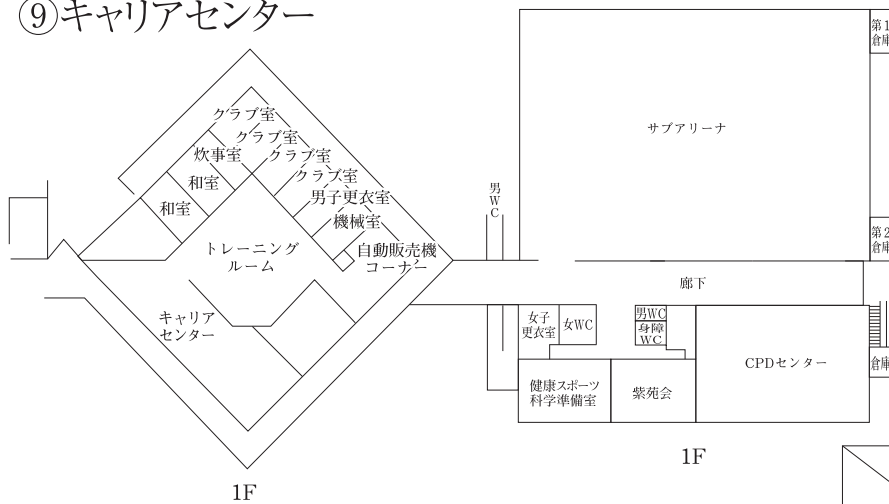 ⑨キャリアセンター
クラブ室
クラブ室
クラブ室
クラブ室
炊事室
和室
和室
男子更衣室
機械室
自動販売機
コーナー
トレーニング
ルーム
キャリア
センター
1F
サブアリーナ
第1
倉庫
第2
倉庫
男WC
廊下
女子
更衣室
女WC
男WC
身障
WC
健康スポーツ
科学準備室
紫苑会
CPDセンター
倉庫
1F